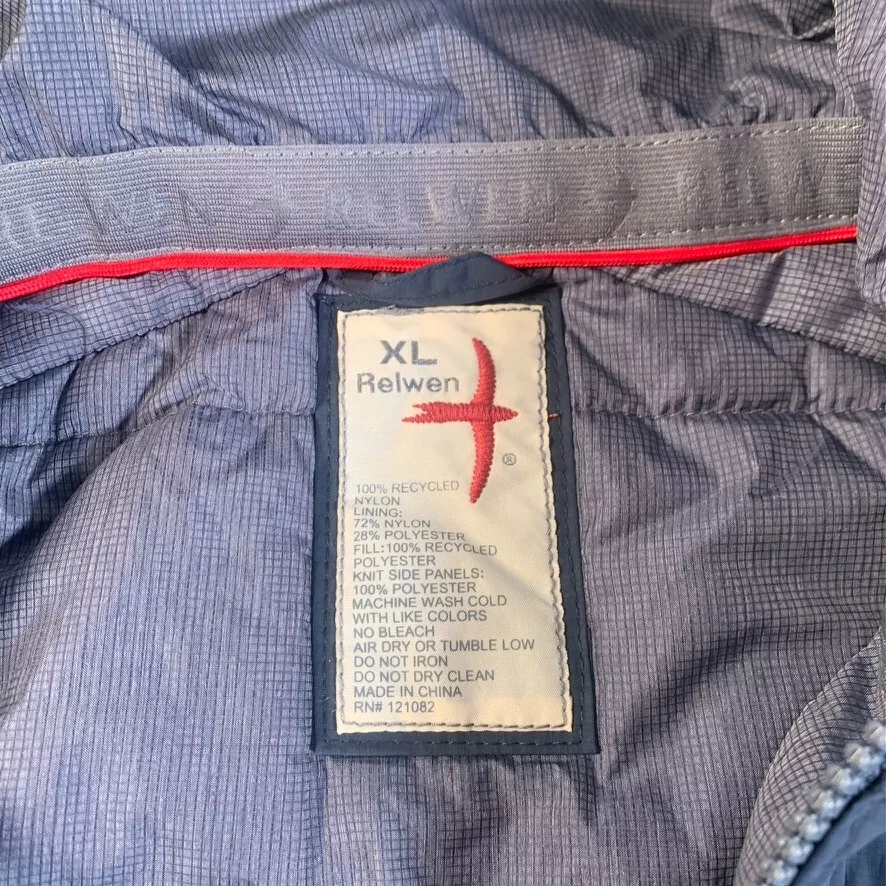 RELWEN
XL
Relwen
®
100% RECYCLED
NYLON
LINING:
72% NYLON
28% POLYESTER
FILL:100% RECYCLED
POLYESTER
KNIT SIDE PANELS:
100% POLYESTER
MACHINE WASH COLD
WITH LIKE COLORS
NO BLEACH
AIR DRY OR TUMBLE LOW
DO NOT IRON
DO NOT DRY CLEAN
MADE IN CHINA
RN# 121082